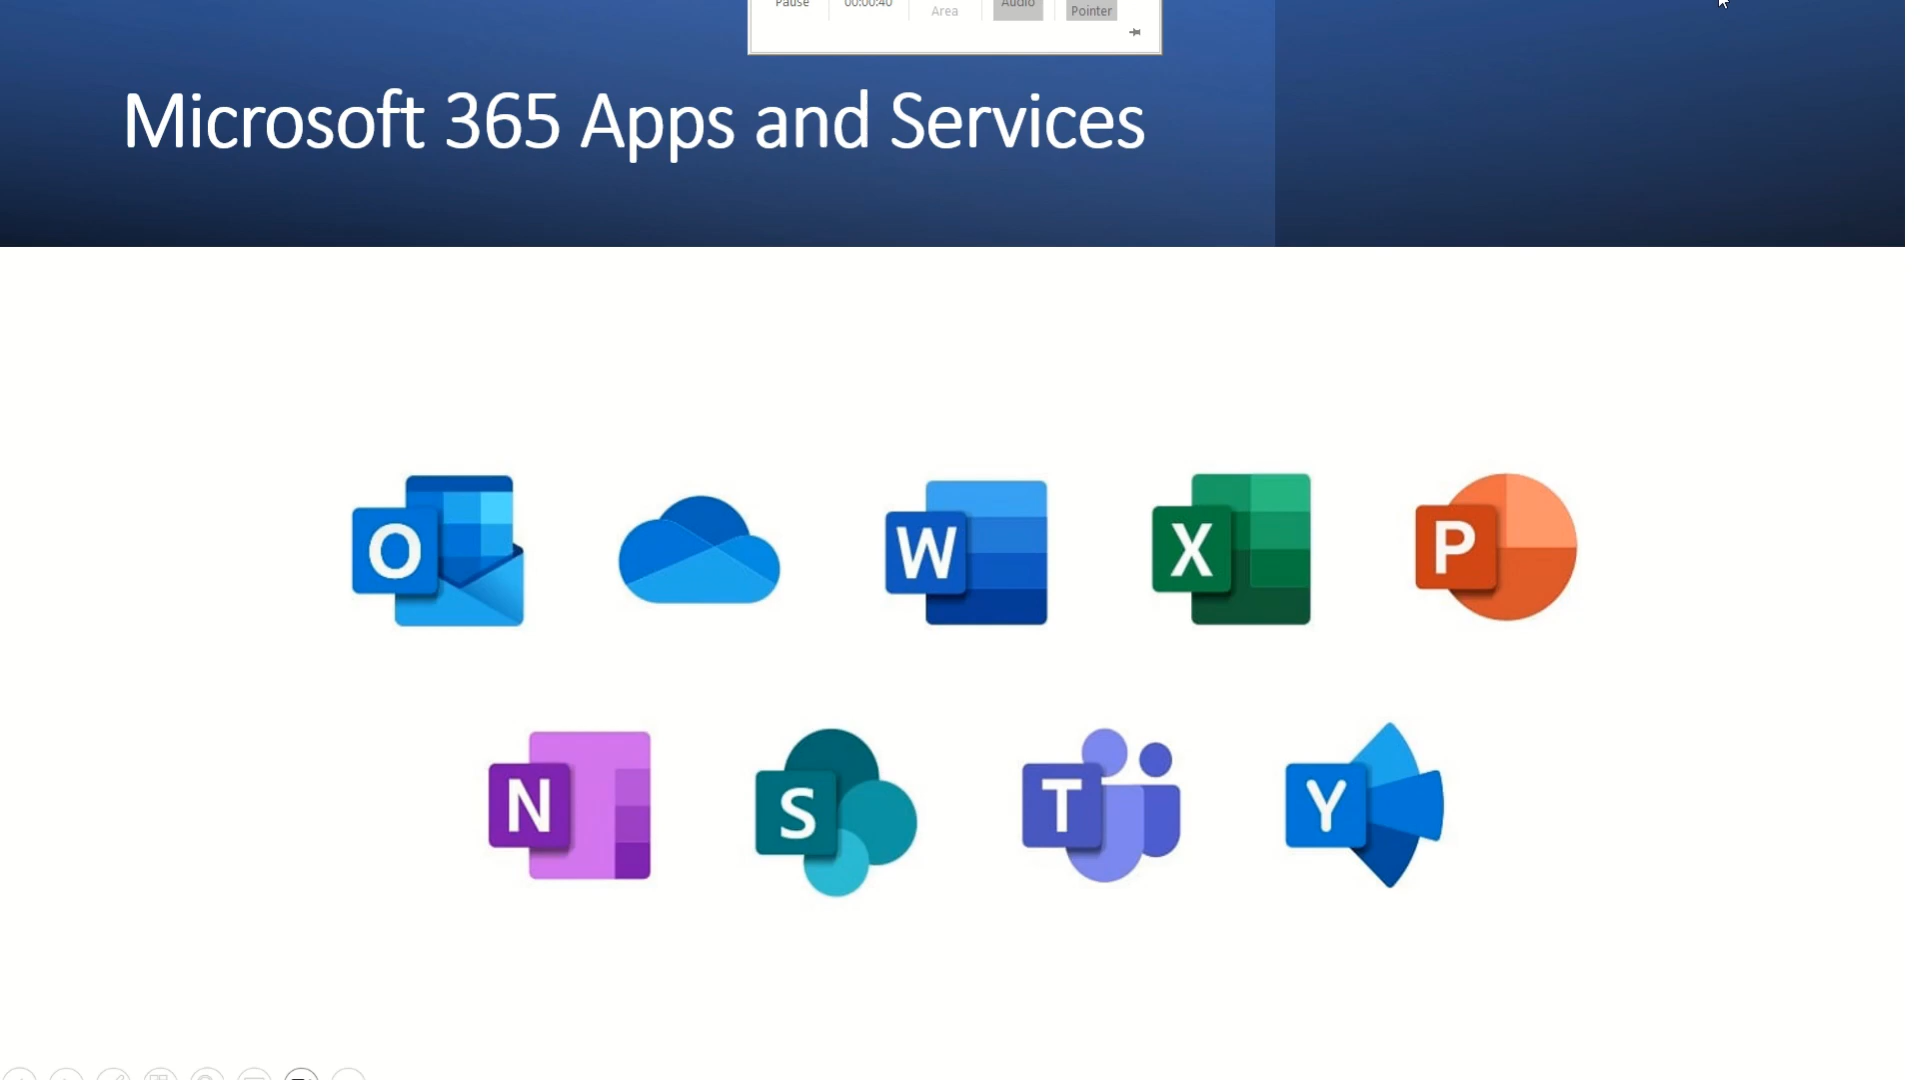 Pause 00:00:40 Area Audio Pointer
Microsoft 365 Apps and Services
O W X P
N S T Y